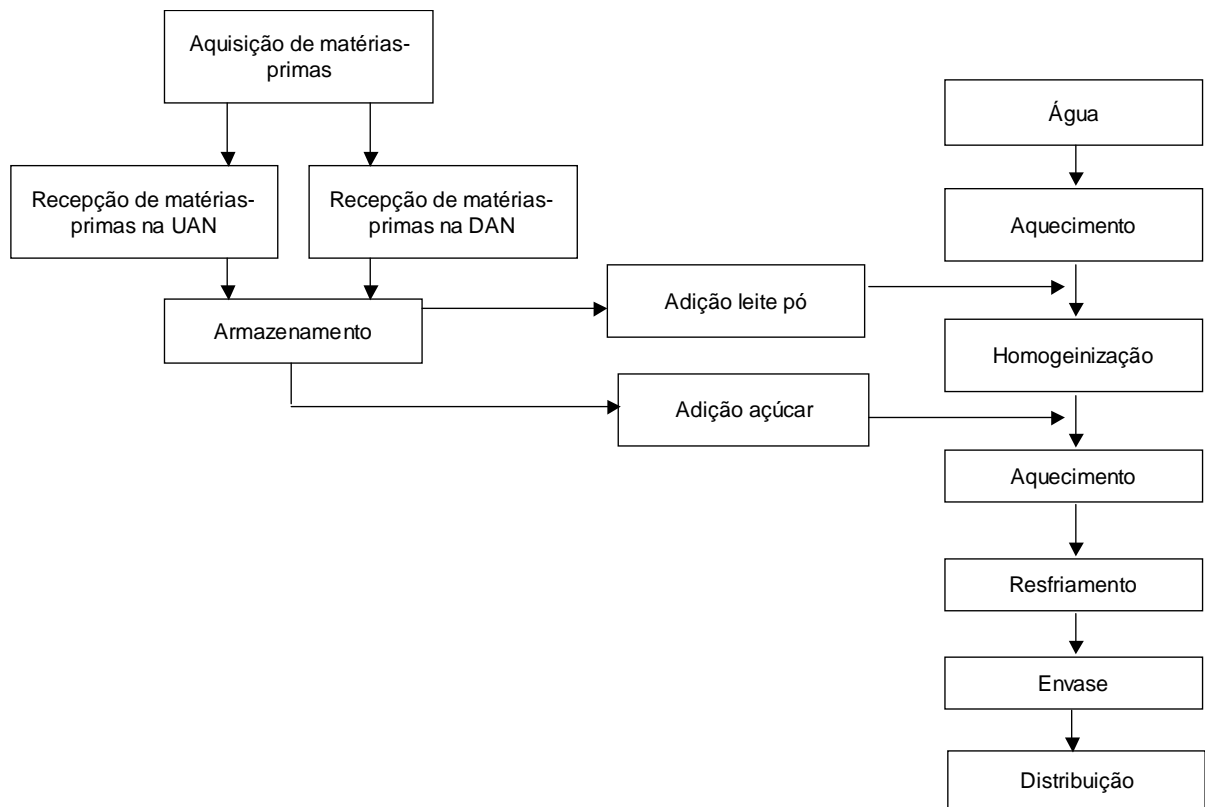 Aquisição de matérias-
primas
Água
Recepção de matérias-
primas na UAN
Recepção de matérias-
primas na DAN
Aquecimento
Adição leite pó
Armazenamento
Homogeinização
Adição açúcar
Aquecimento
Resfriamento
Envase
Distribuição